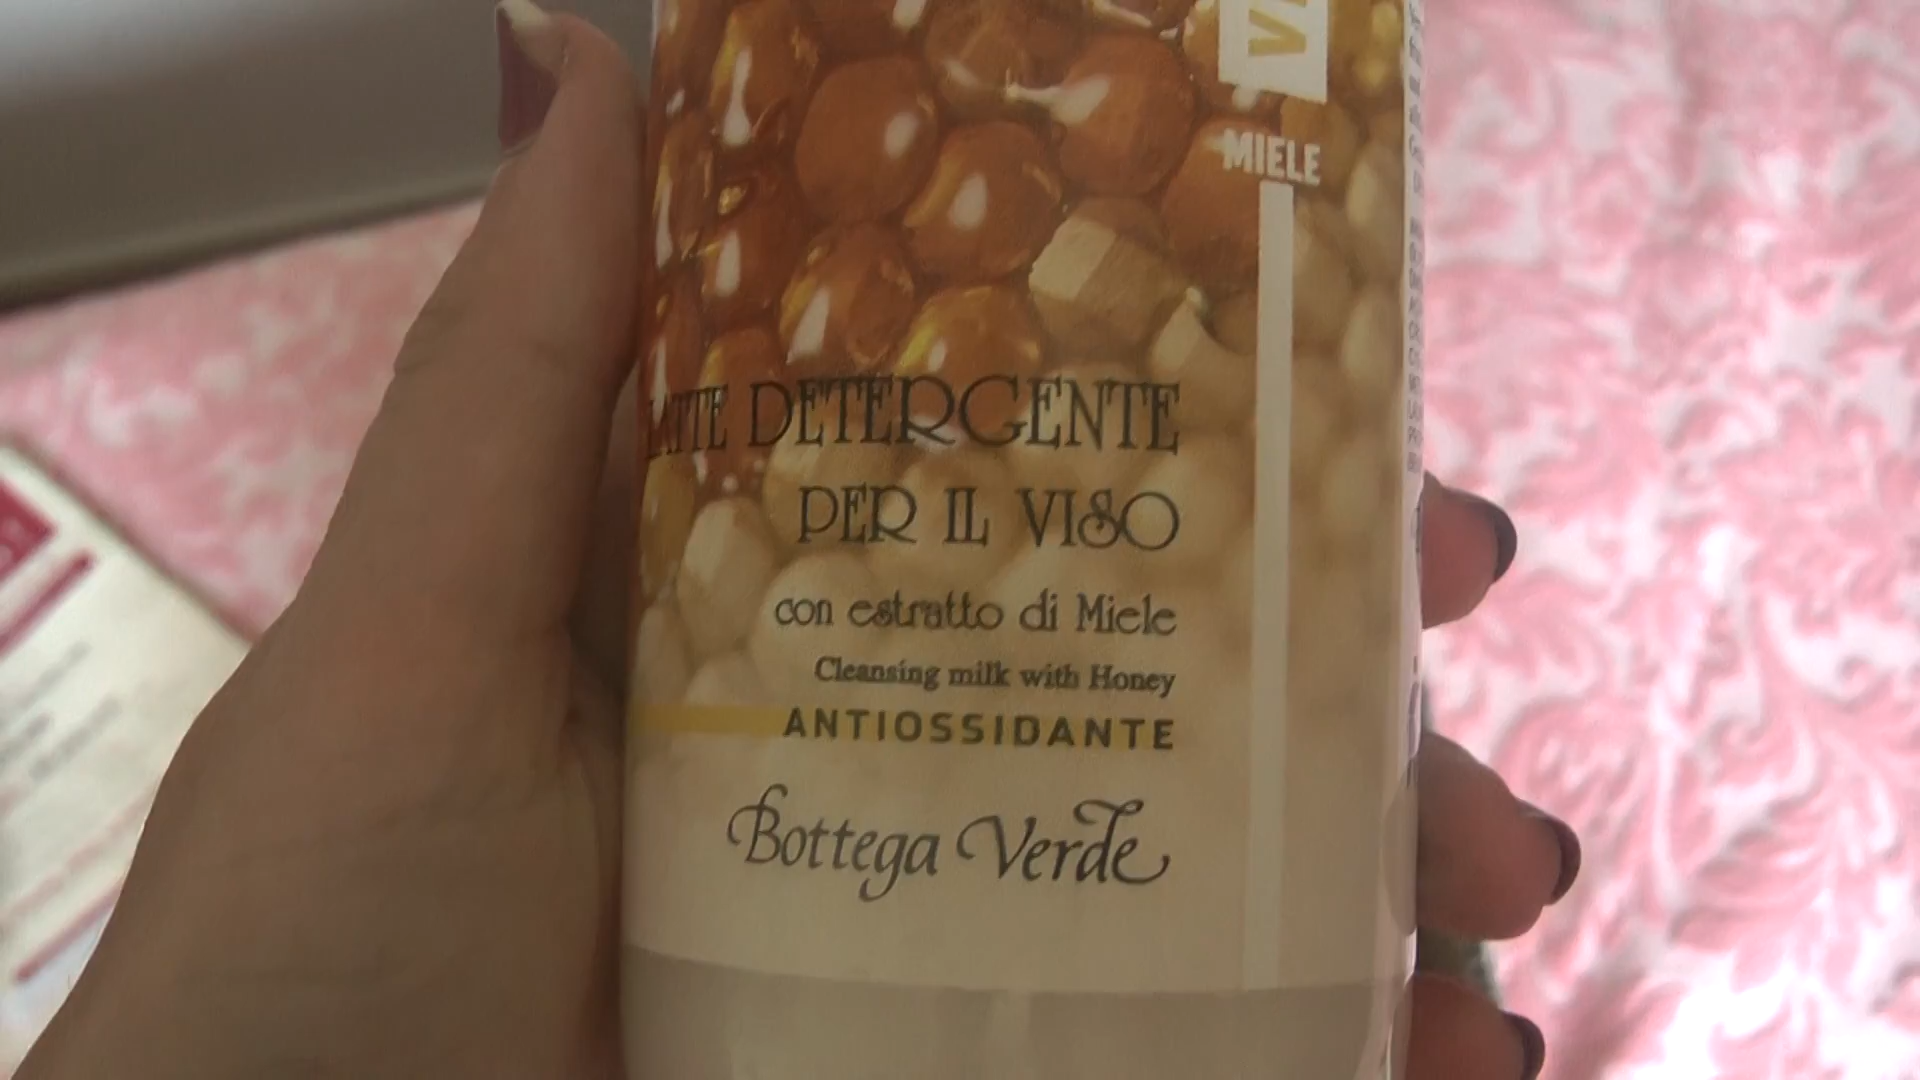 MIELE
LATTE DETERGENTE
PER IL VISO
con estratto di Miele
Cleansing milk with Honey
ANTIOSSIDANTE
Bottega Verde